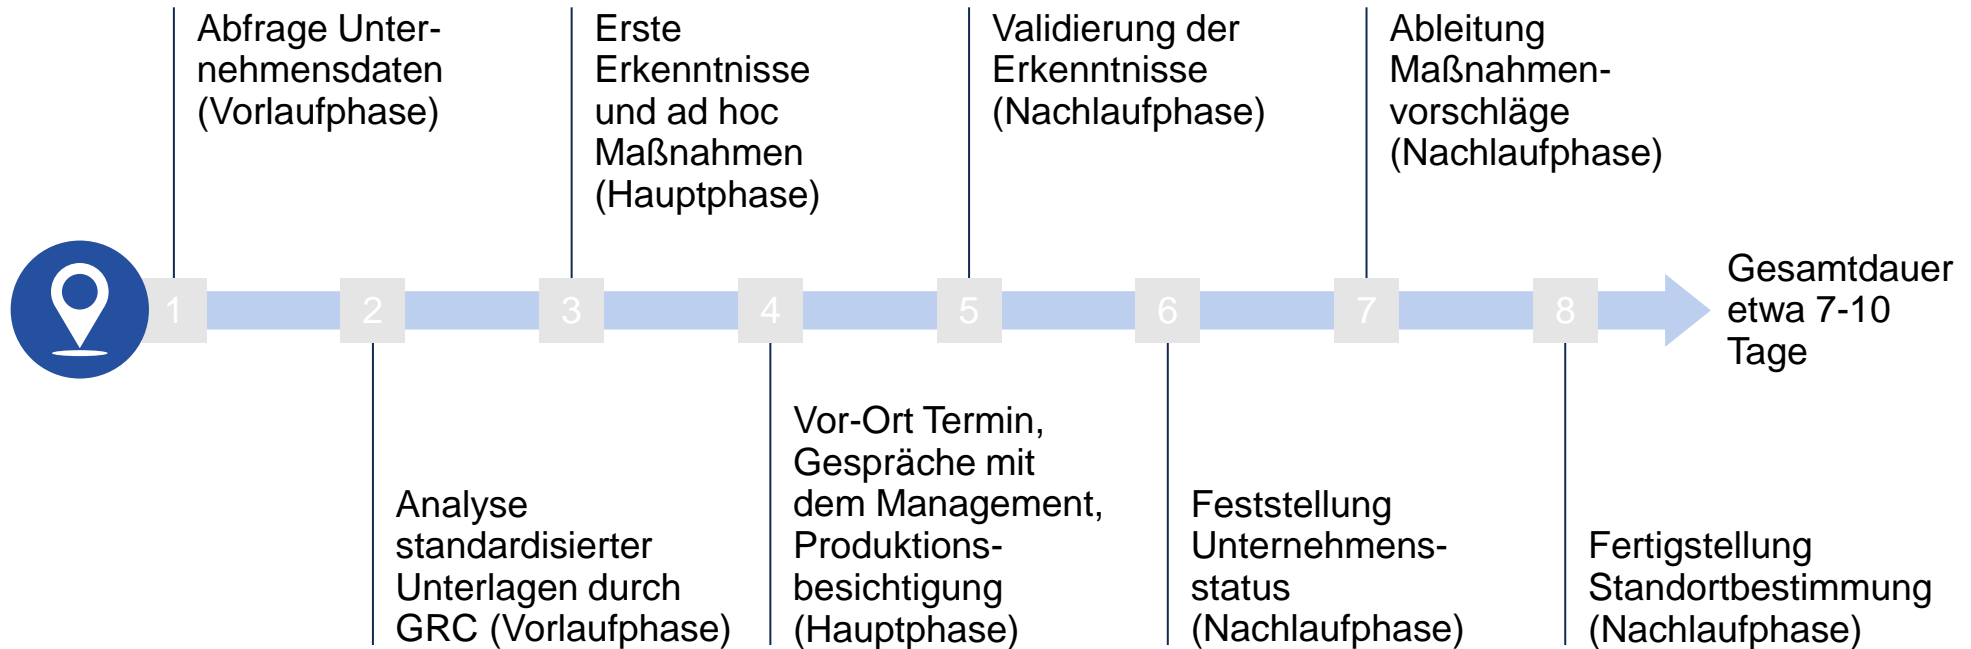 Abfrage Unter-
nehmensdaten
(Vorlaufphase)
Erste
Erkenntnisse
und ad hoc
Maßnahmen
(Hauptphase)
Validierung der
Erkenntnisse
(Nachlaufphase)
Ableitung
Maßnahmen-
vorschläge
(Nachlaufphase)
1
2
3
4
5
6
7
8
Gesamtdauer
etwa 7-10
Tage
Analyse
standardisierter
Unterlagen durch
GRC (Vorlaufphase)
Vor-Ort Termin,
Gespräche mit
dem Management,
Produktions-
besichtigung
(Hauptphase)
Feststellung
Unternehmens-
status
(Nachlaufphase)
Fertigstellung
Standortbestimmung
(Nachlaufphase)